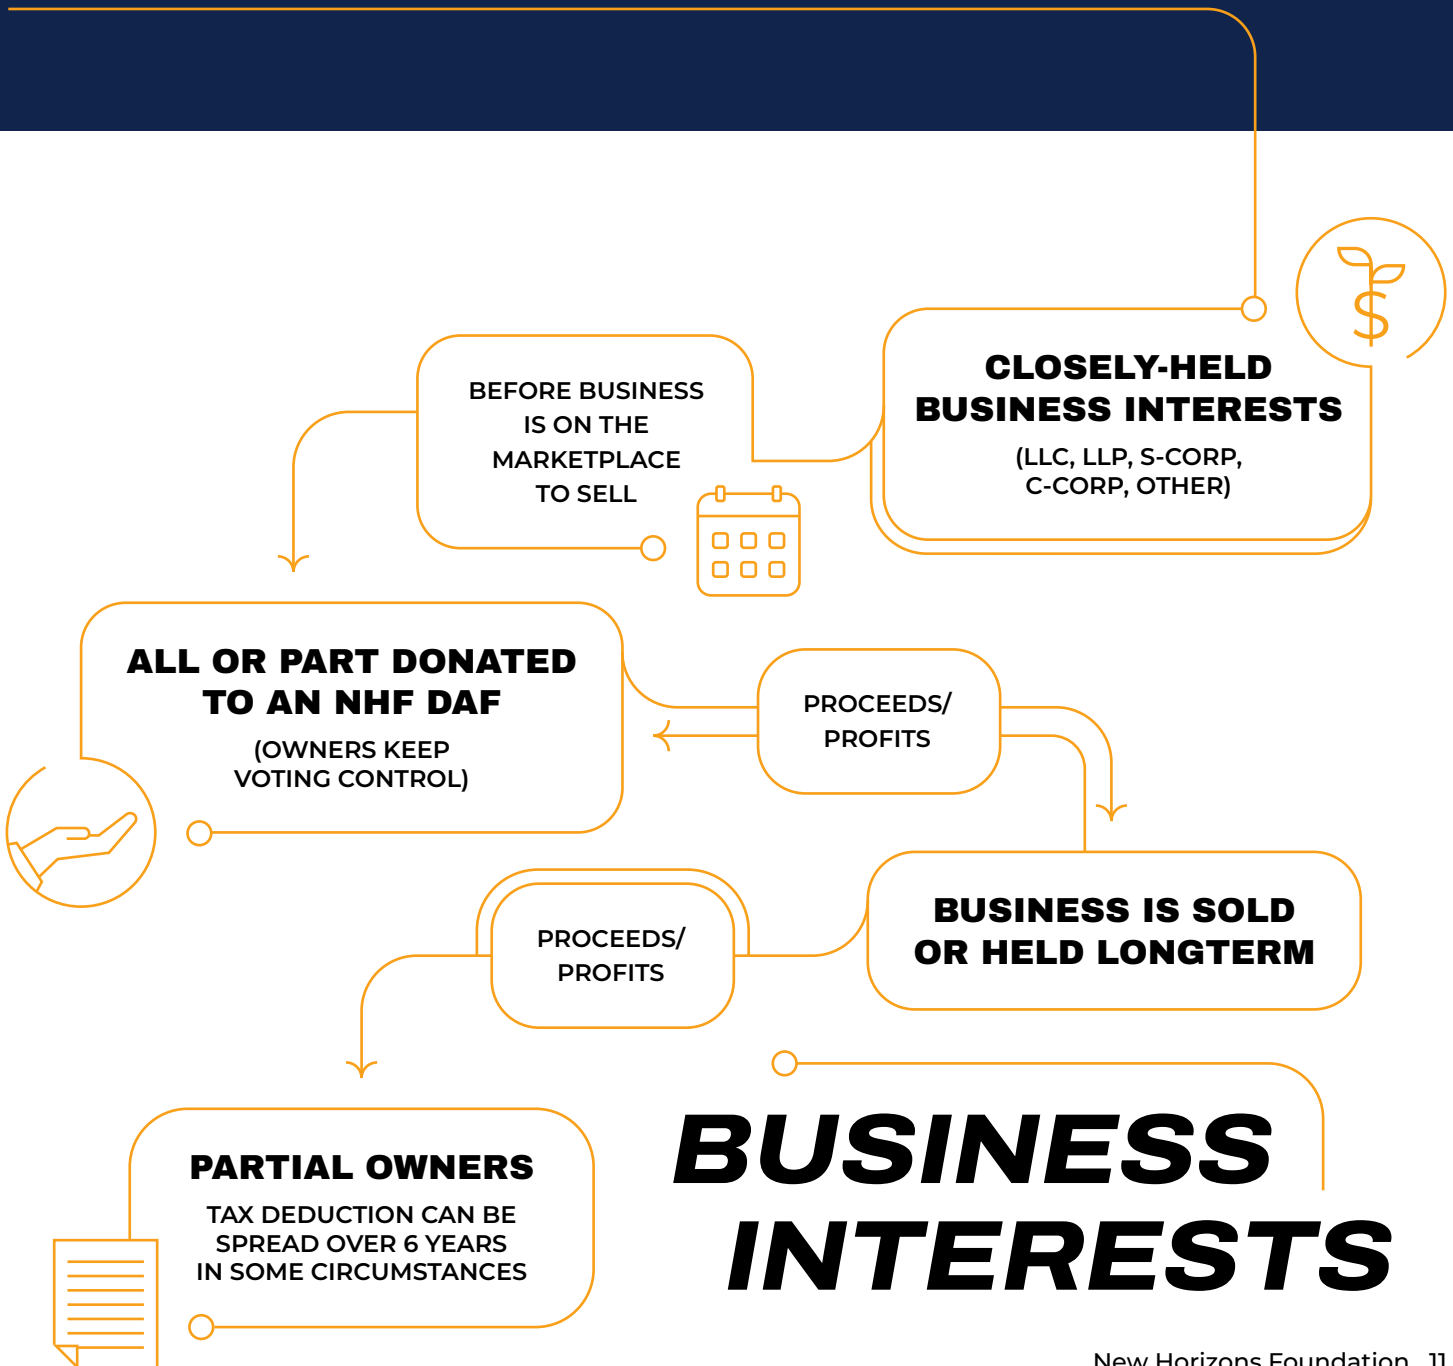 CLOSELY-HELD
BUSINESS INTERESTS
(LLC, LLP, S-CORP,
C-CORP, OTHER)
BEFORE BUSINESS
IS ON THE
MARKETPLACE
TO SELL
ALL OR PART DONATED
TO AN NHF DAF
(OWNERS KEEP
VOTING CONTROL)
PROCEEDS/
PROFITS
BUSINESS IS SOLD
OR HELD LONGTERM
PROCEEDS/
PROFITS
PARTIAL OWNERS
TAX DEDUCTION CAN BE
SPREAD OVER 6 YEARS
IN SOME CIRCUMSTANCES
BUSINESS
INTERESTS
New Horizons Foundation 11